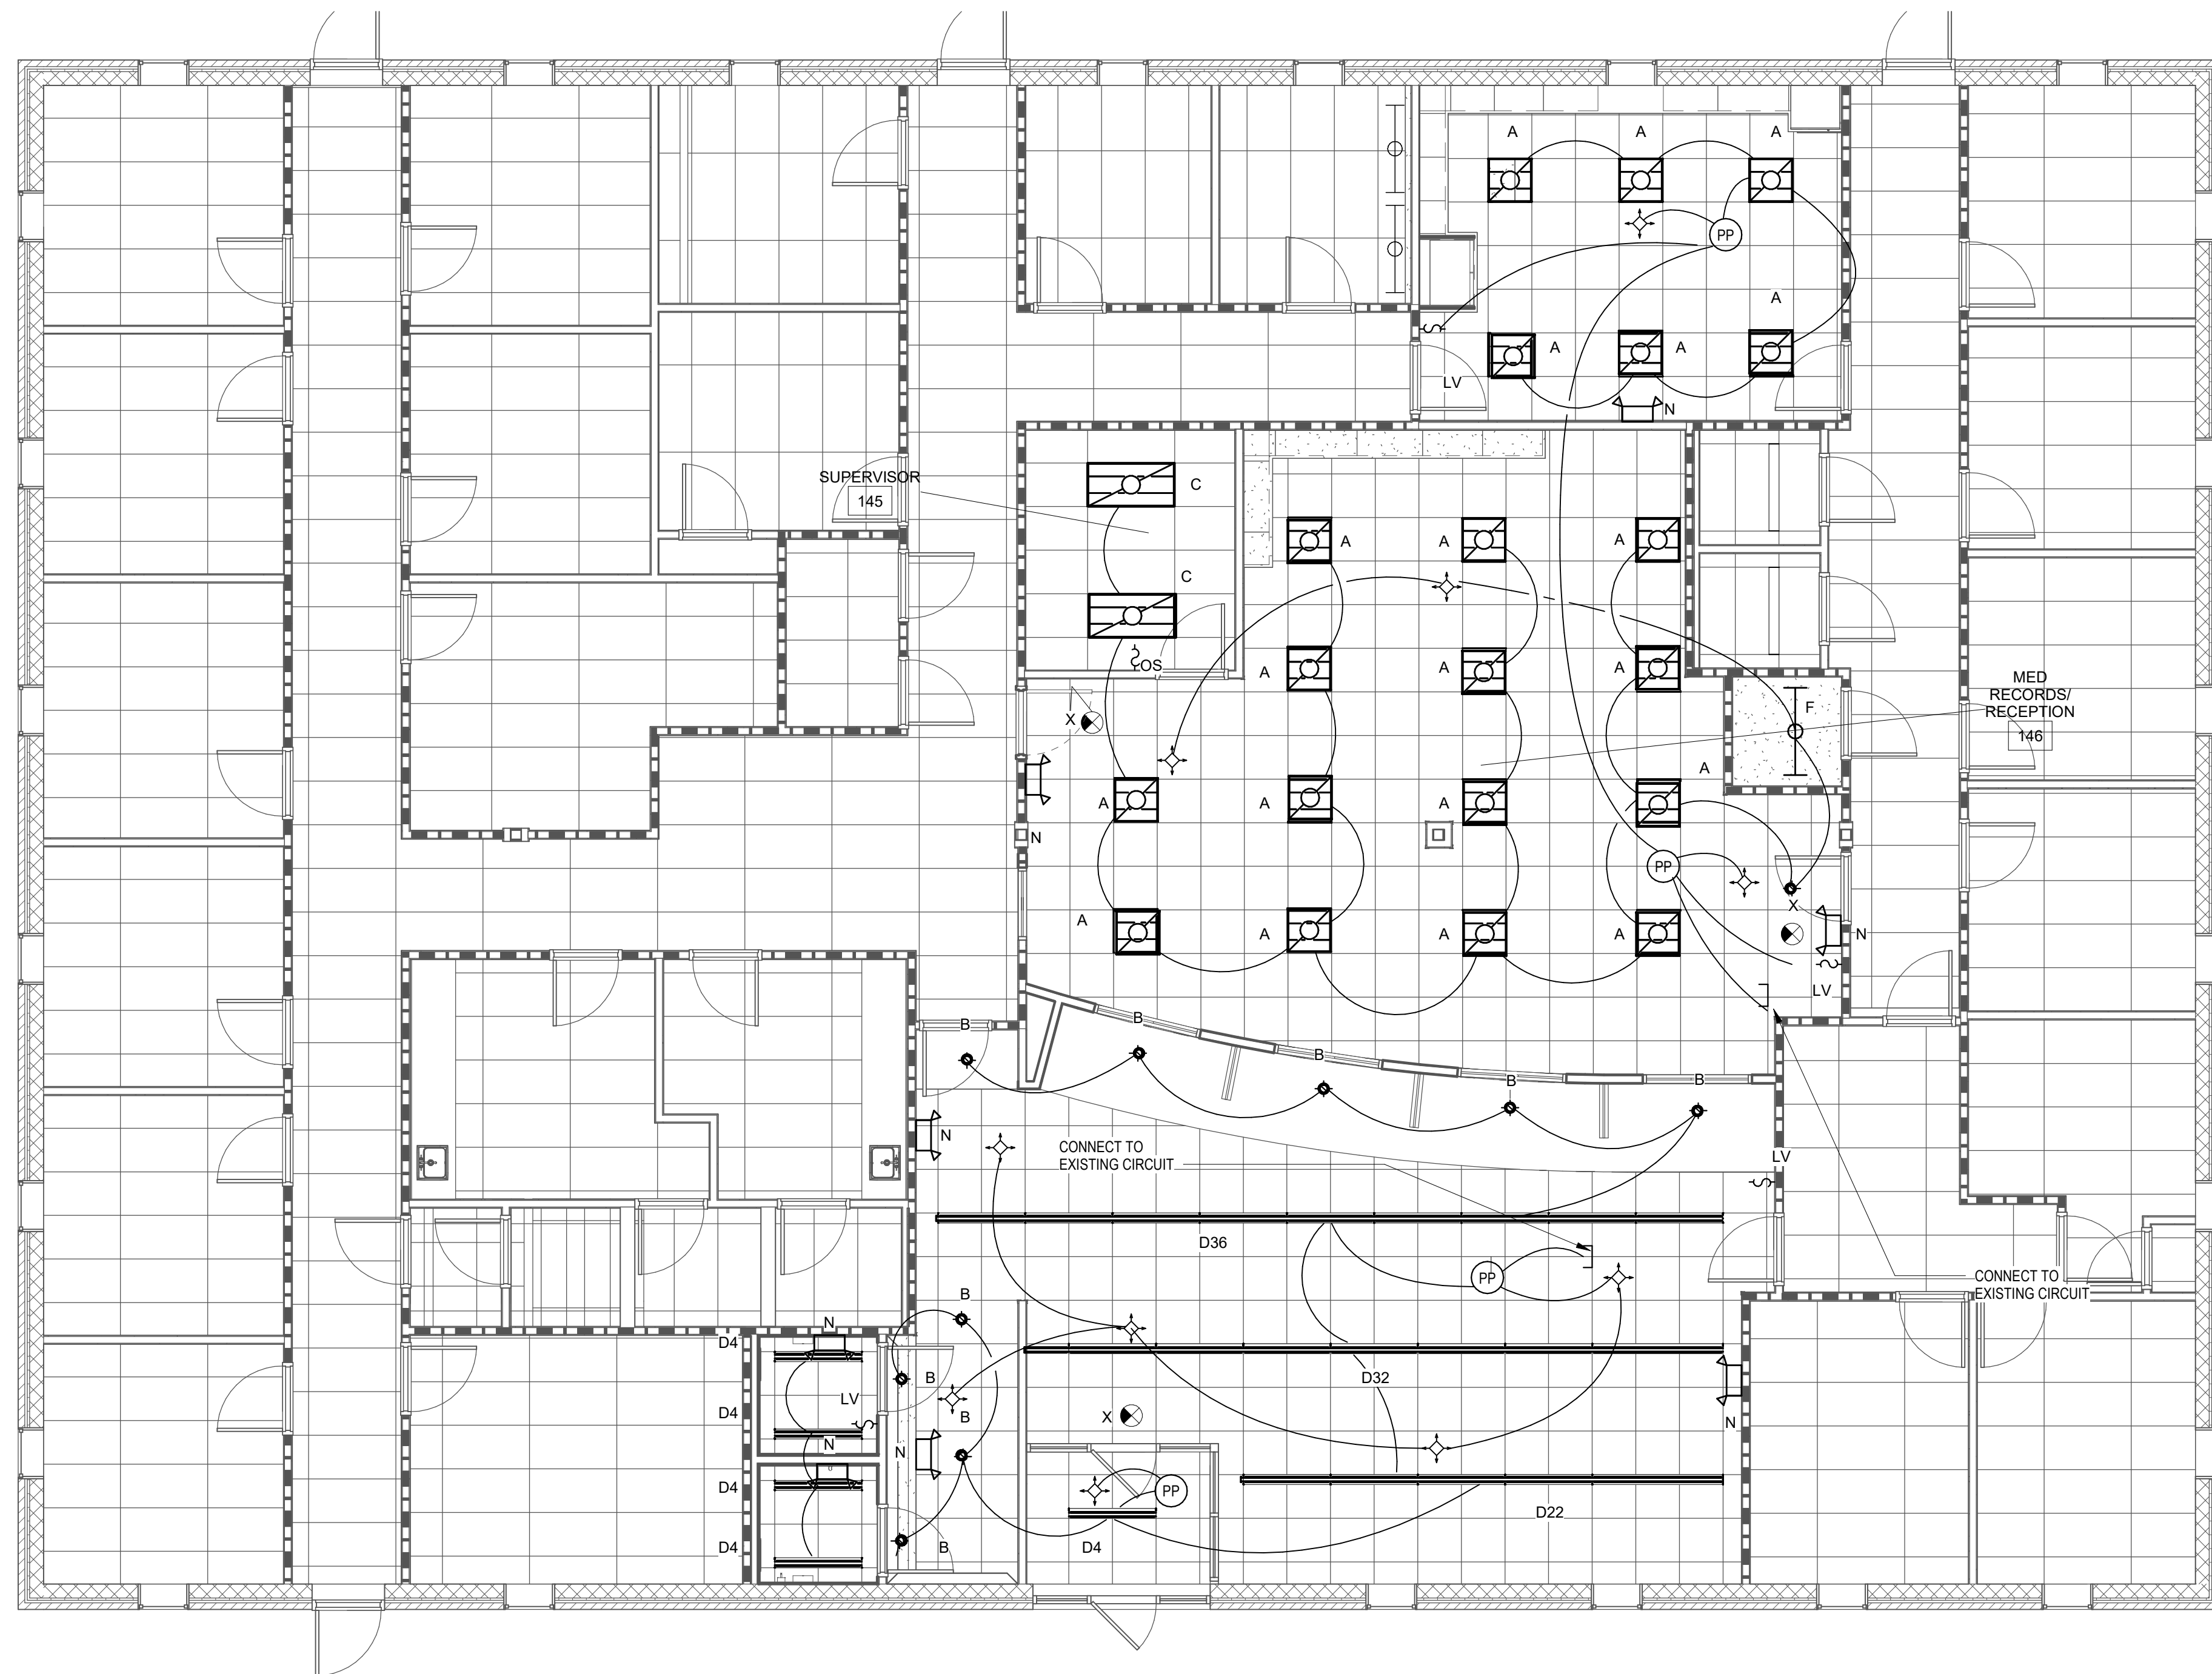 A A A
PP
A
A A
LV
N
SUPERVISOR
145
C
C
A A A
A A A
LOS
X
F
MED
RECORDS/
RECEPTION
146
A
A A A
N
PP
X
A A A A
N
LV
B B
B
B B
N
CONNECT TO
EXISTING CIRCUIT
LV
D36
PP
CONNECT TO
EXISTING CIRCUIT
B
N
D4
LV
B
D32
D4
B
X
N
N
N
D4
PP
D22
D4
B
D4